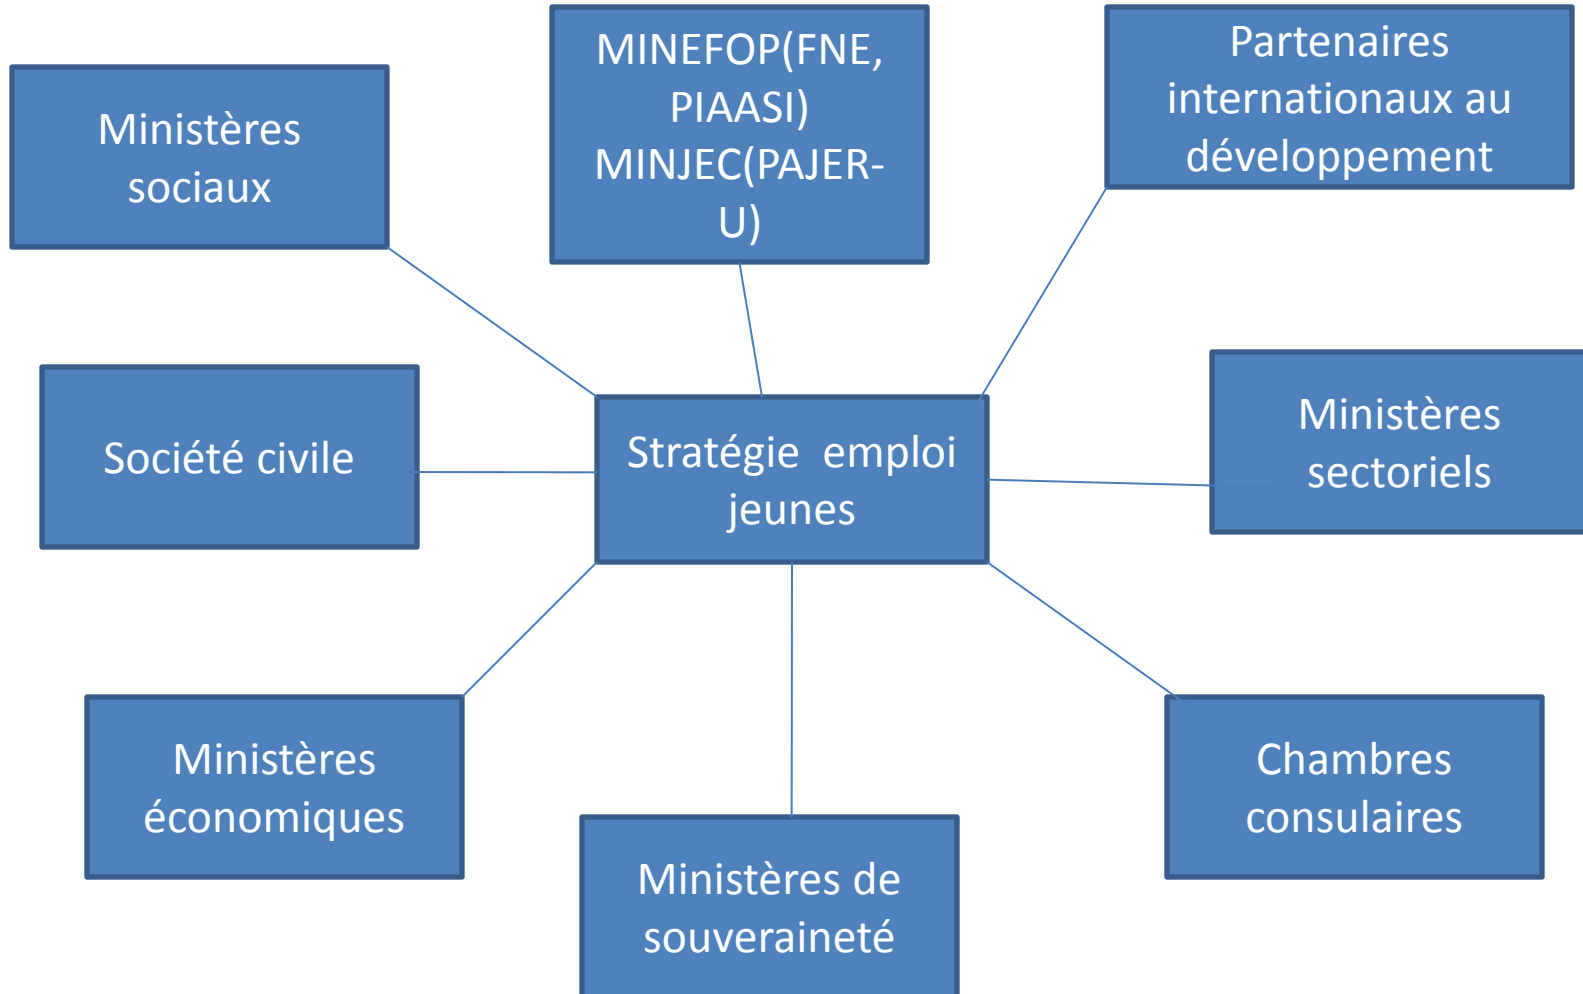 MINEFOP(FNE,
PIAASI)
MINJEC(PAJER-
U)
Partenaires
internationaux au
développement
Ministères
sociaux
Société civile
Stratégie  emploi
jeunes
Ministères
sectoriels
Ministères
économiques
Ministères de
souveraineté
Chambres
consulaires